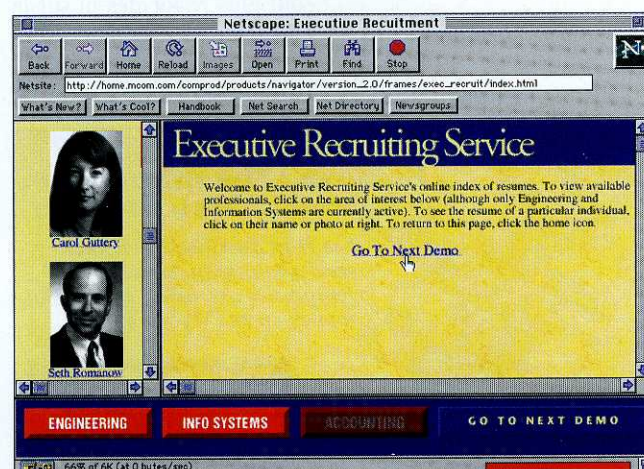 Netscape: Executive Recuitment
Back Forward Home Reload Images Open Print Find Stop
N
Netsite: http://home.mcom.com/comprod/products/navigator/version_2.0/frames/exec_recruit/index.html
What's New? What's Cool? Handbook Net Search Net Directory Newsgroups
Carol Guttery
Seth Romanow
Executive Recruiting Service
Welcome to Executive Recruiting Service's online index of resumes. To view available
professionals, click on the area of interest below (although only Engineering and
Information Systems are currently active). To see the resume of a particular individual,
click on their name or photo at right. To return to this page, click the home icon.
Go To Next Demo
ENGINEERING INFO SYSTEMS ACCOUNTING GO TO NEXT DEMO
66% of 6K (at 0 bytes/sec)